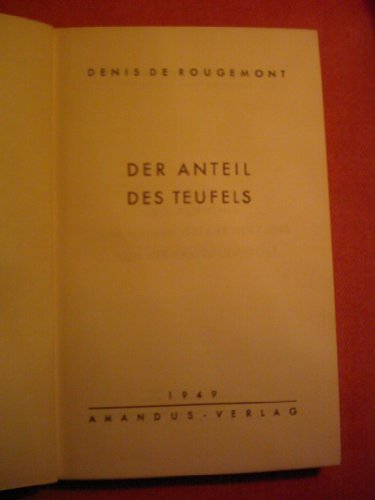 DENIS DE ROUGEMONT
DER ANTEIL
DES TEUFELS
1949
AMANDUS-VERLAG